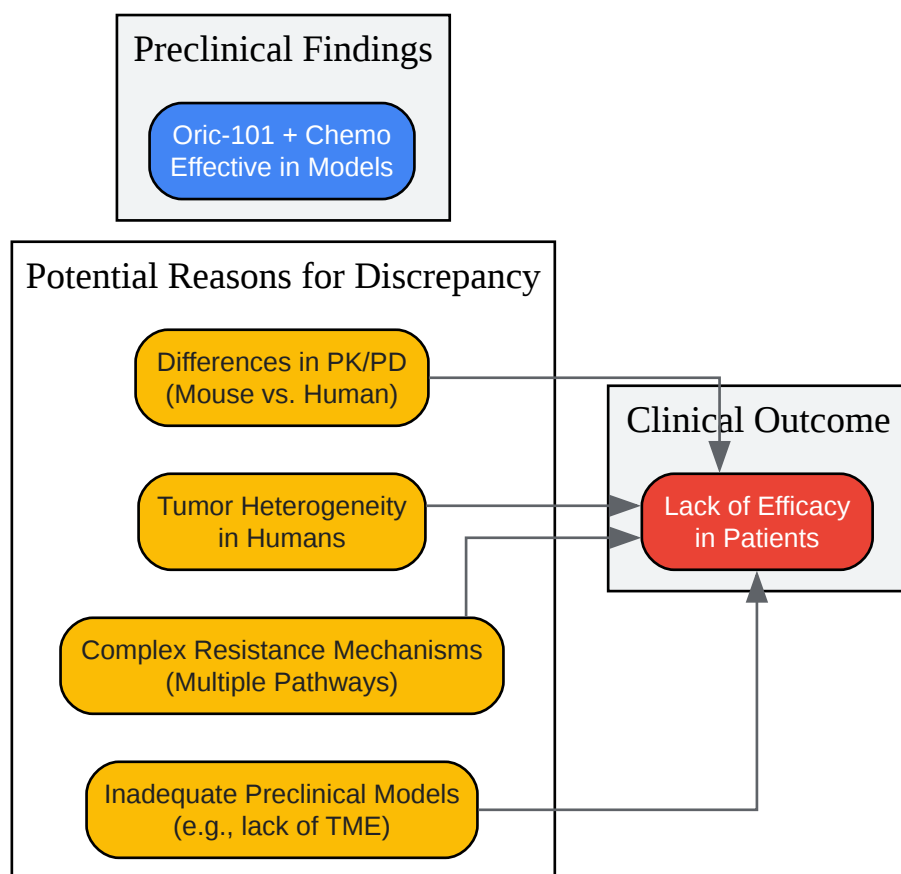 Preclinical Findings
Oric-101 + Chemo
Effective in Models
Potential Reasons for Discrepancy
Differences in PK/PD
(Mouse vs. Human)
Tumor Heterogeneity
in Humans
Complex Resistance Mechanisms
(Multiple Pathways)
Inadequate Preclinical Models
(e.g., lack of TME)
Clinical Outcome
Lack of Efficacy
in Patients